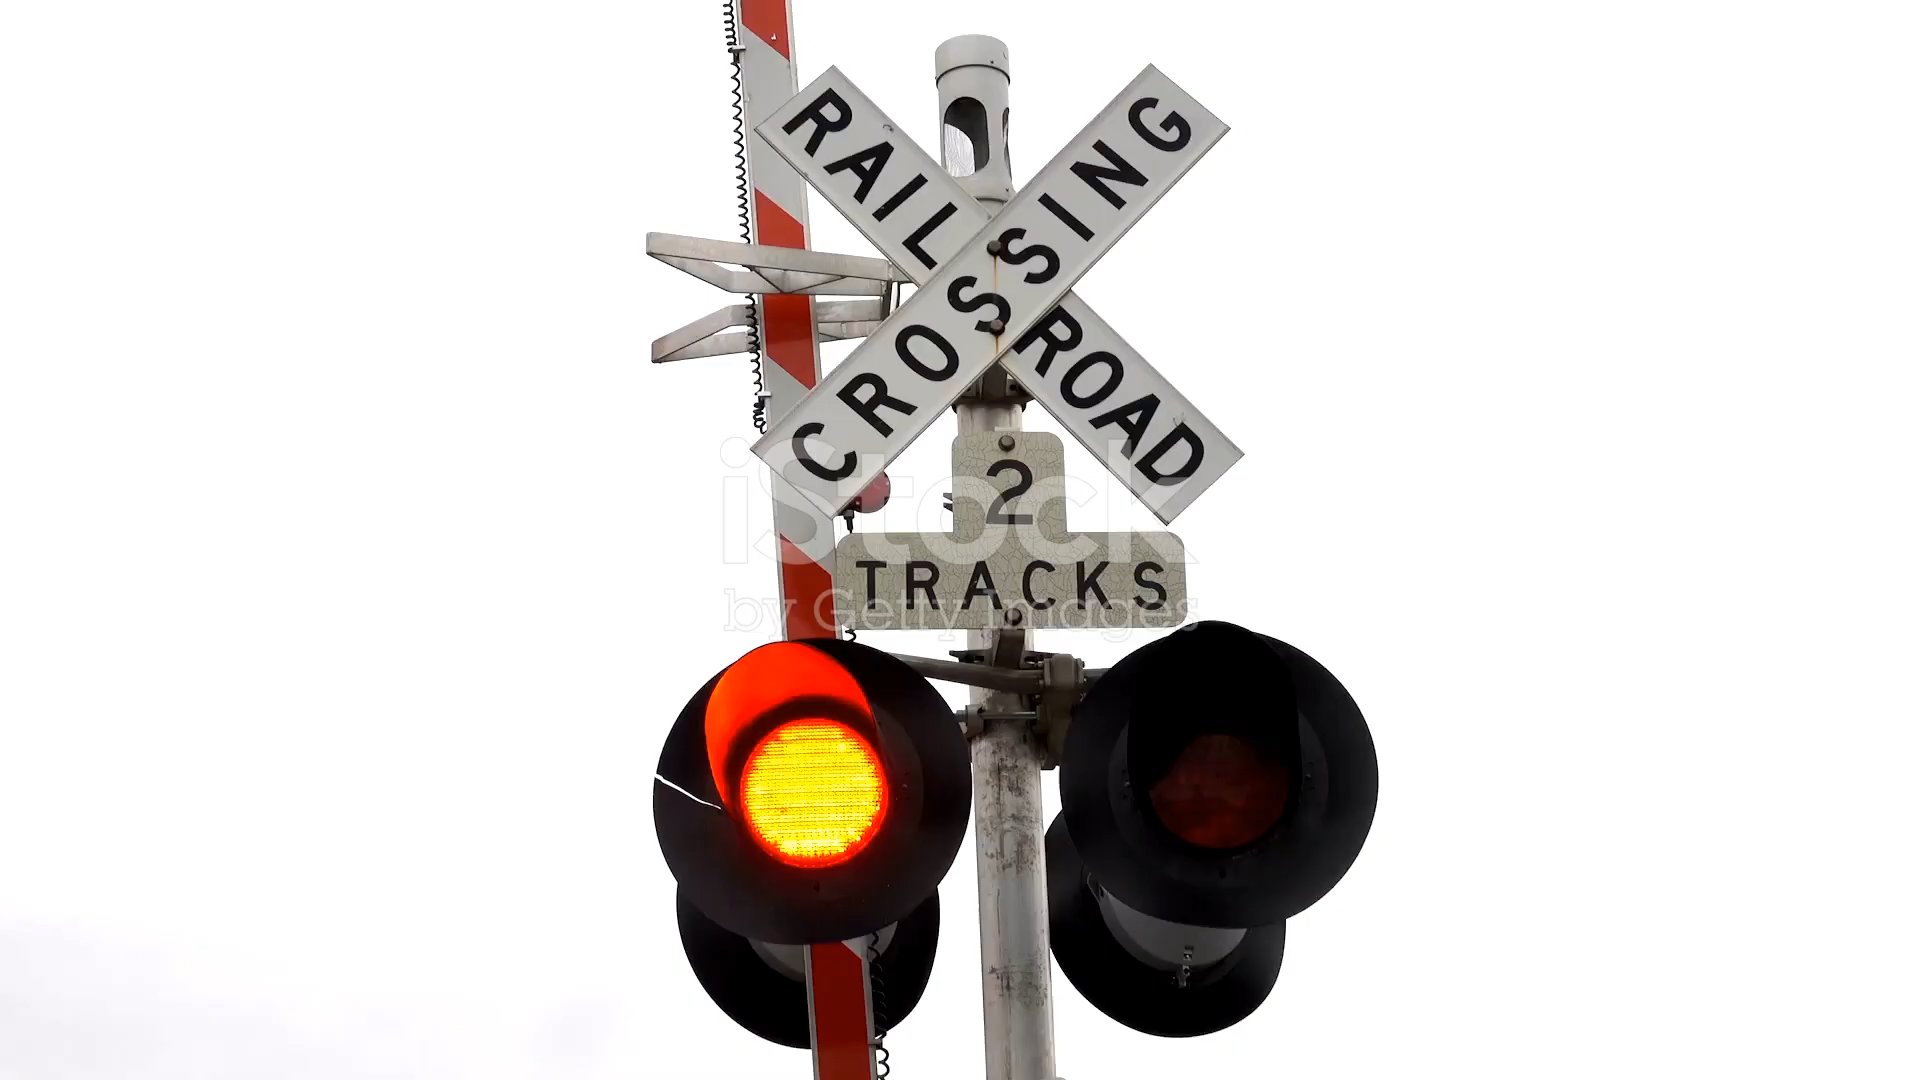 RAILROAD
CROSSING
2
TRACKS
iStock
by Getty Images